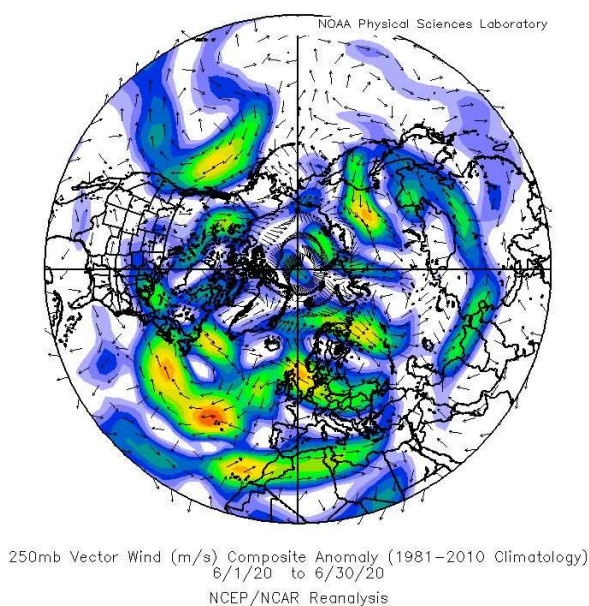 NOAA Physical Sciences Laboratory
250mb Vector Wind (m/s) Composite Anomaly (1981-2010 Climatology)
6/1/20 to 6/30/20
NCEP/NCAR Reanalysis